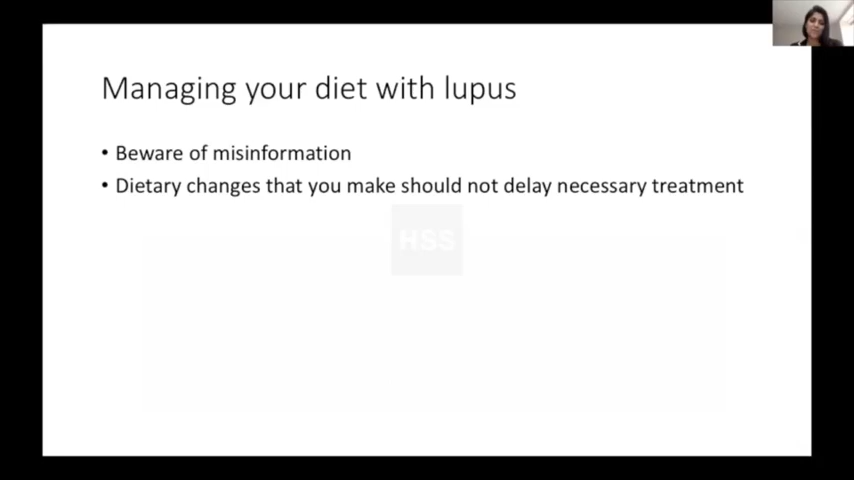 Managing your diet with lupus
• Beware of misinformation
• Dietary changes that you make should not delay necessary treatment
HSS